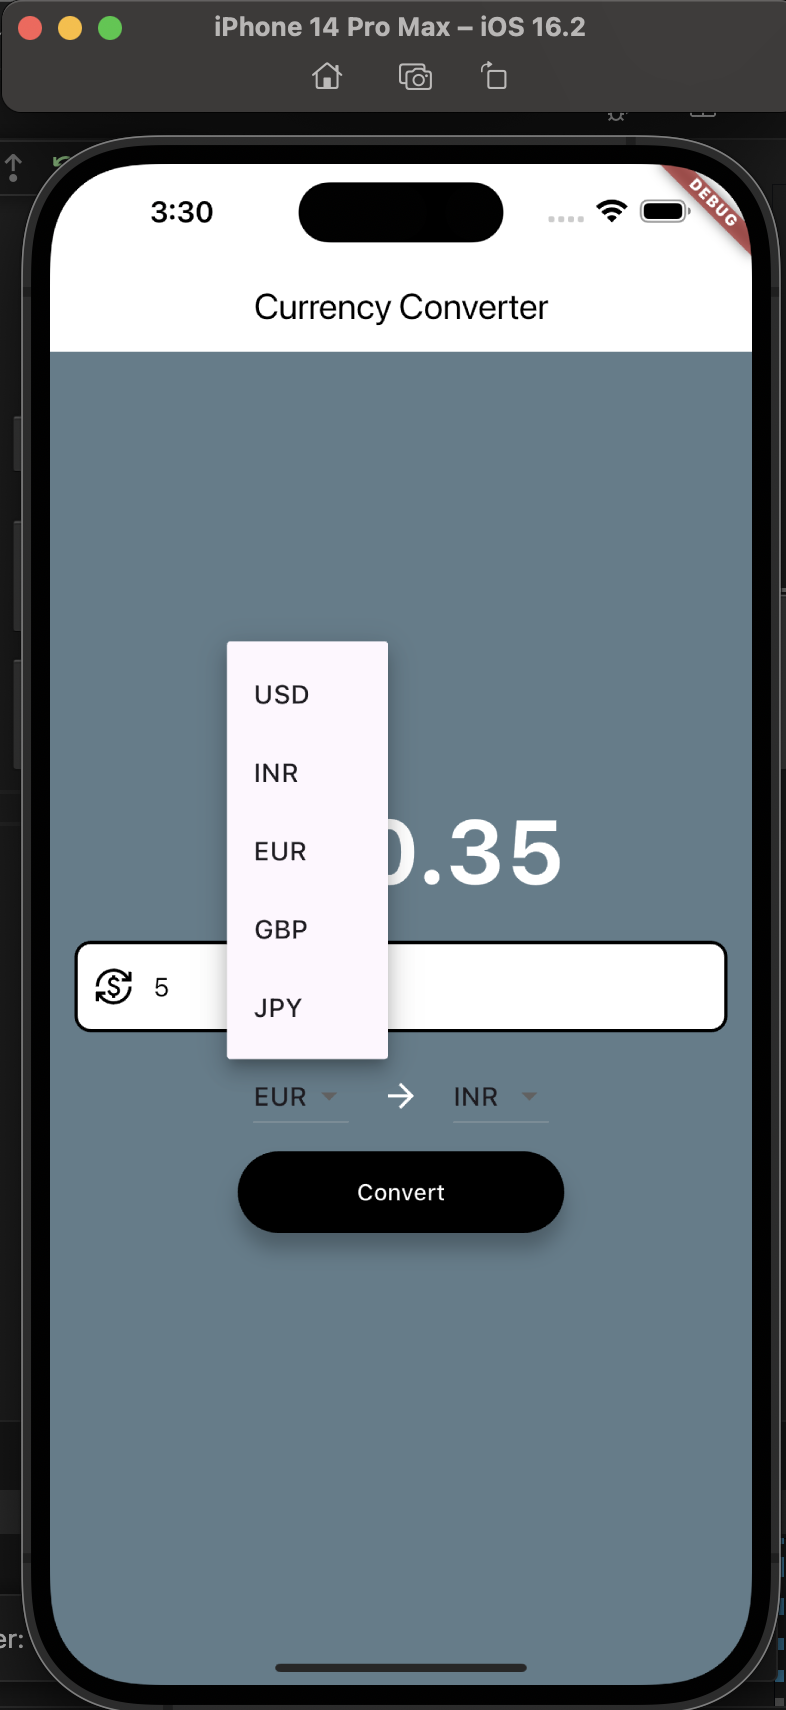 iPhone 14 Pro Max – iOS 16.2
3:30
DEBUG
Currency Converter
USD
INR
EUR
GBP
JPY
0.35
5
EUR
INR
Convert
er: